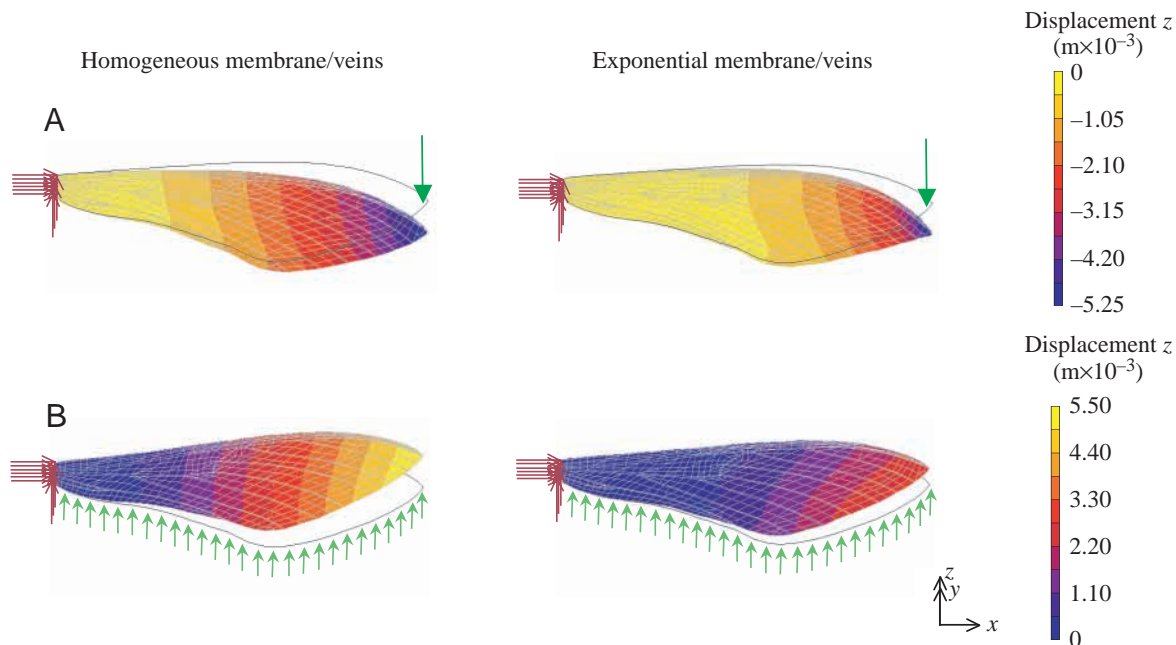 Homogeneous membrane/veins
Exponential membrane/veins
Displacement z
(m×10–3)
A
0
–1.05
–2.10
–3.15
–4.20
–5.25
B
Displacement z
(m×10–3)
5.50
4.40
3.30
2.20
1.10
0
z
y
x